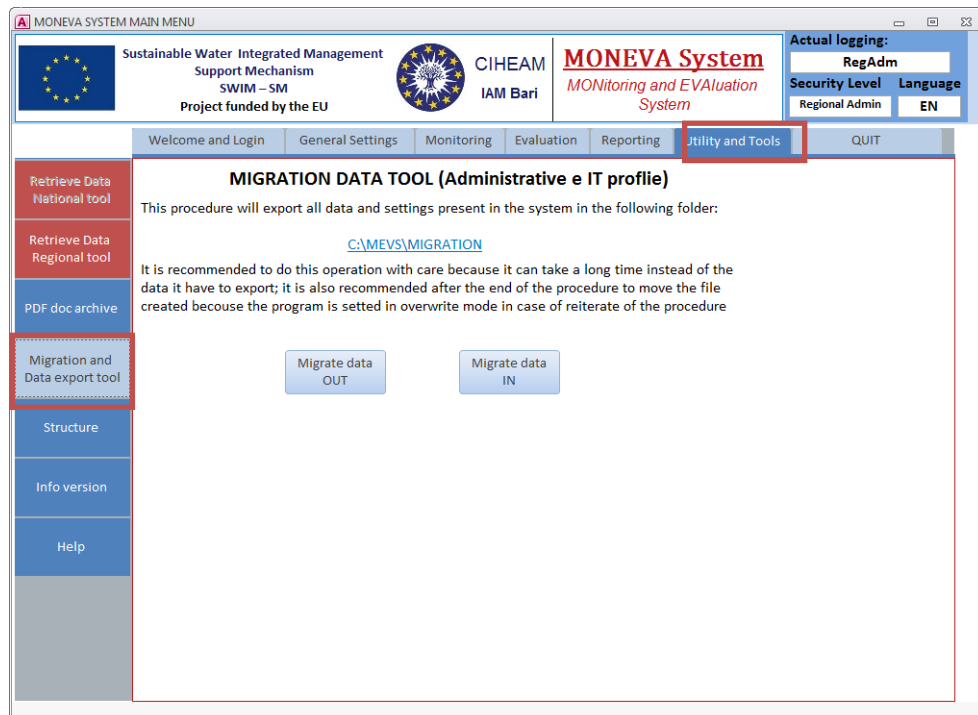 MONEVA SYSTEM MAIN MENU
Sustainable Water Integrated Management
Support Mechanism
SWIM – SM
Project funded by the EU
CIHEAM
IAM Bari
MONEVA System
MONitoring and EVAluation
System
Actual logging:
RegAdm
Security Level Language
Regional Admin EN
Welcome and Login General Settings Monitoring Evaluation Reporting Utility and Tools QUIT
Retrieve Data
National tool
Retrieve Data
Regional tool
PDF doc archive
Migration and
Data export tool
Structure
Info version
Help
MIGRATION DATA TOOL (Administrative e IT proflie)
This procedure will export all data and settings present in the system in the following folder:
C:\MEVS\MIGRATION
It is recommended to do this operation with care because it can take a long time instead of the
data it have to export; it is also recommended after the end of the procedure to move the file
created becouse the program is setted in overwrite mode in case of reiterate of the procedure
Migrate data
OUT
Migrate data
IN